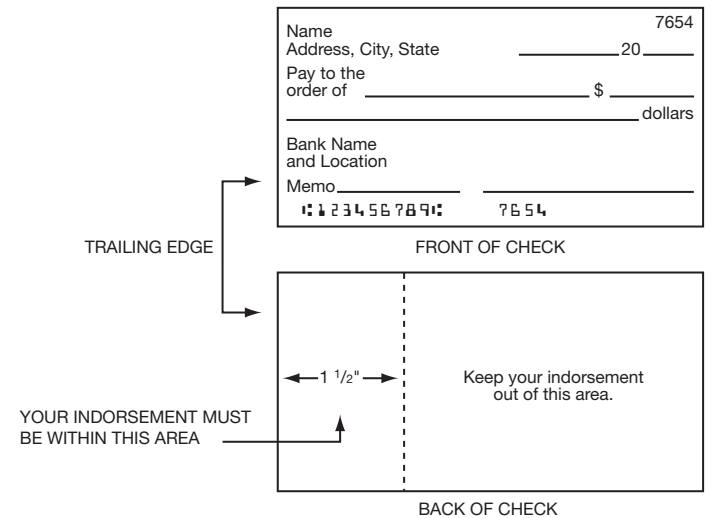 7654
Name
Address, City, State 20
Pay to the
order of $
dollars
Bank Name
and Location
Memo
⑆123456789⑆ 7654
TRAILING EDGE
FRONT OF CHECK
1 1/2"
Keep your indorsement
out of this area.
YOUR INDORSEMENT MUST
BE WITHIN THIS AREA
BACK OF CHECK